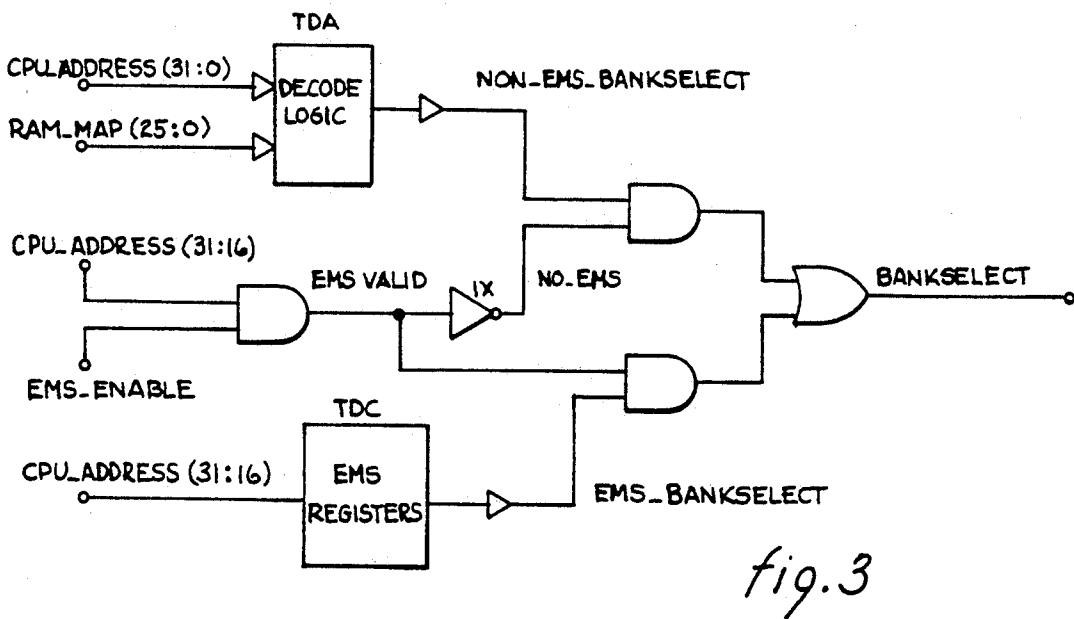 TDA
CPU_ADDRESS (31:0)
DECODE
LOGIC
NON_EMS_BANKSELECT
RAM_MAP (25:0)
CPU_ADDRESS (31:16)
EMS VALID
IX
NO_EMS
BANKSELECT
EMS_ENABLE
TDC
CPU_ADDRESS (31:16)
EMS
REGISTERS
EMS_BANKSELECT
fig.3